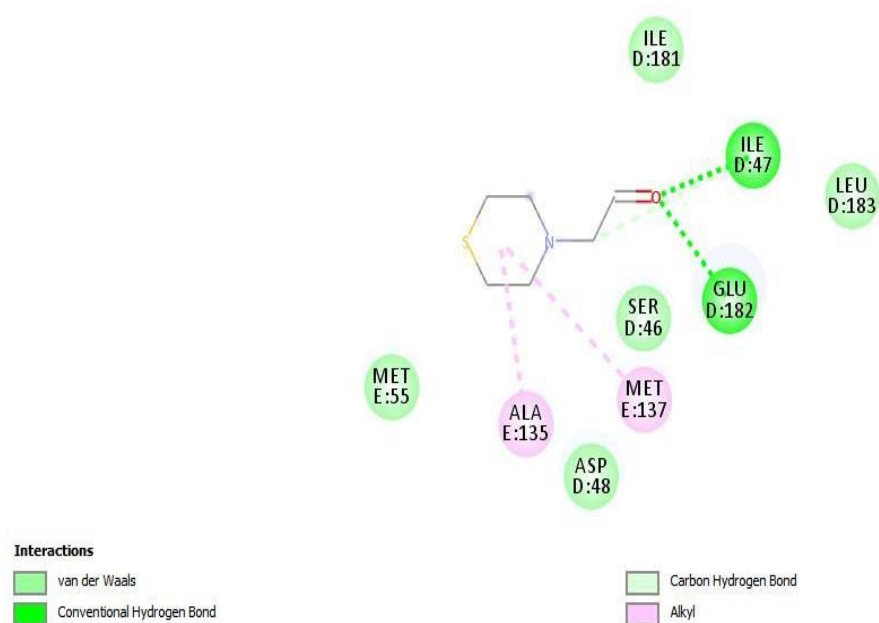 ILE
D:181
ILE
D:47
LEU
D:183
O
S
N
GLU
D:182
SER
D:46
MET
E:55
MET
E:137
ALA
E:135
ASP
D:48
Interactions
van der Waals
Conventional Hydrogen Bond
Carbon Hydrogen Bond
Alkyl